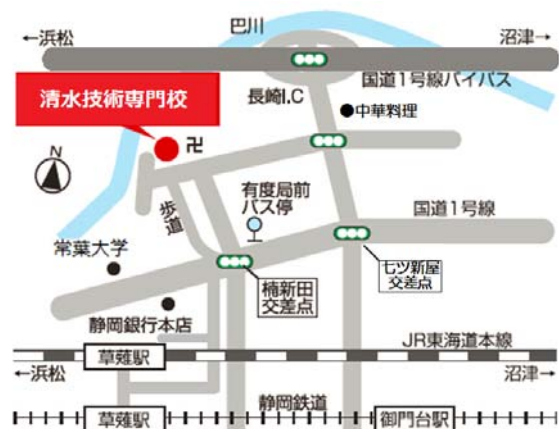 巴川
←浜松
沼津→
国道1号線バイパス
清水技術専門校
長崎I.C
中華料理
卍
N
有度局前
バス停
歩道
国道1号線
常葉大学
楠新田
交差点
七ツ新屋
交差点
静岡銀行本店
JR東海道本線
草薙駅
←浜松
沼津→
静岡鉄道
草薙駅
御門台駅